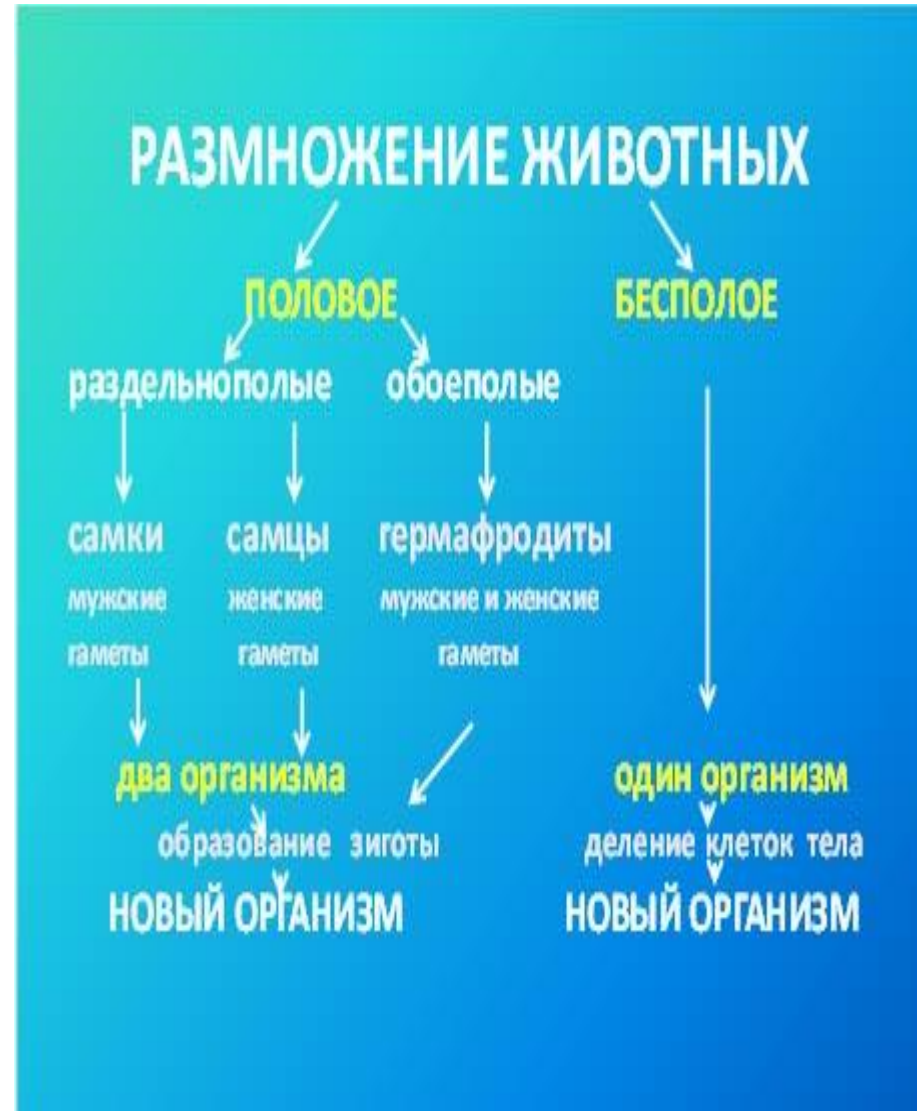 РАЗМНОЖЕНИЕ ЖИВОТНЫХ
ПОЛОВОЕ БЕСПОЛОЕ
раздельнополые обоеполые
самки самцы гермафродиты
мужские женские мужские и женские
гаметы гаметы гаметы
два организма один организм
образование зиготы деление клеток тела
НОВЫЙ ОРГАНИЗМ НОВЫЙ ОРГАНИЗМ